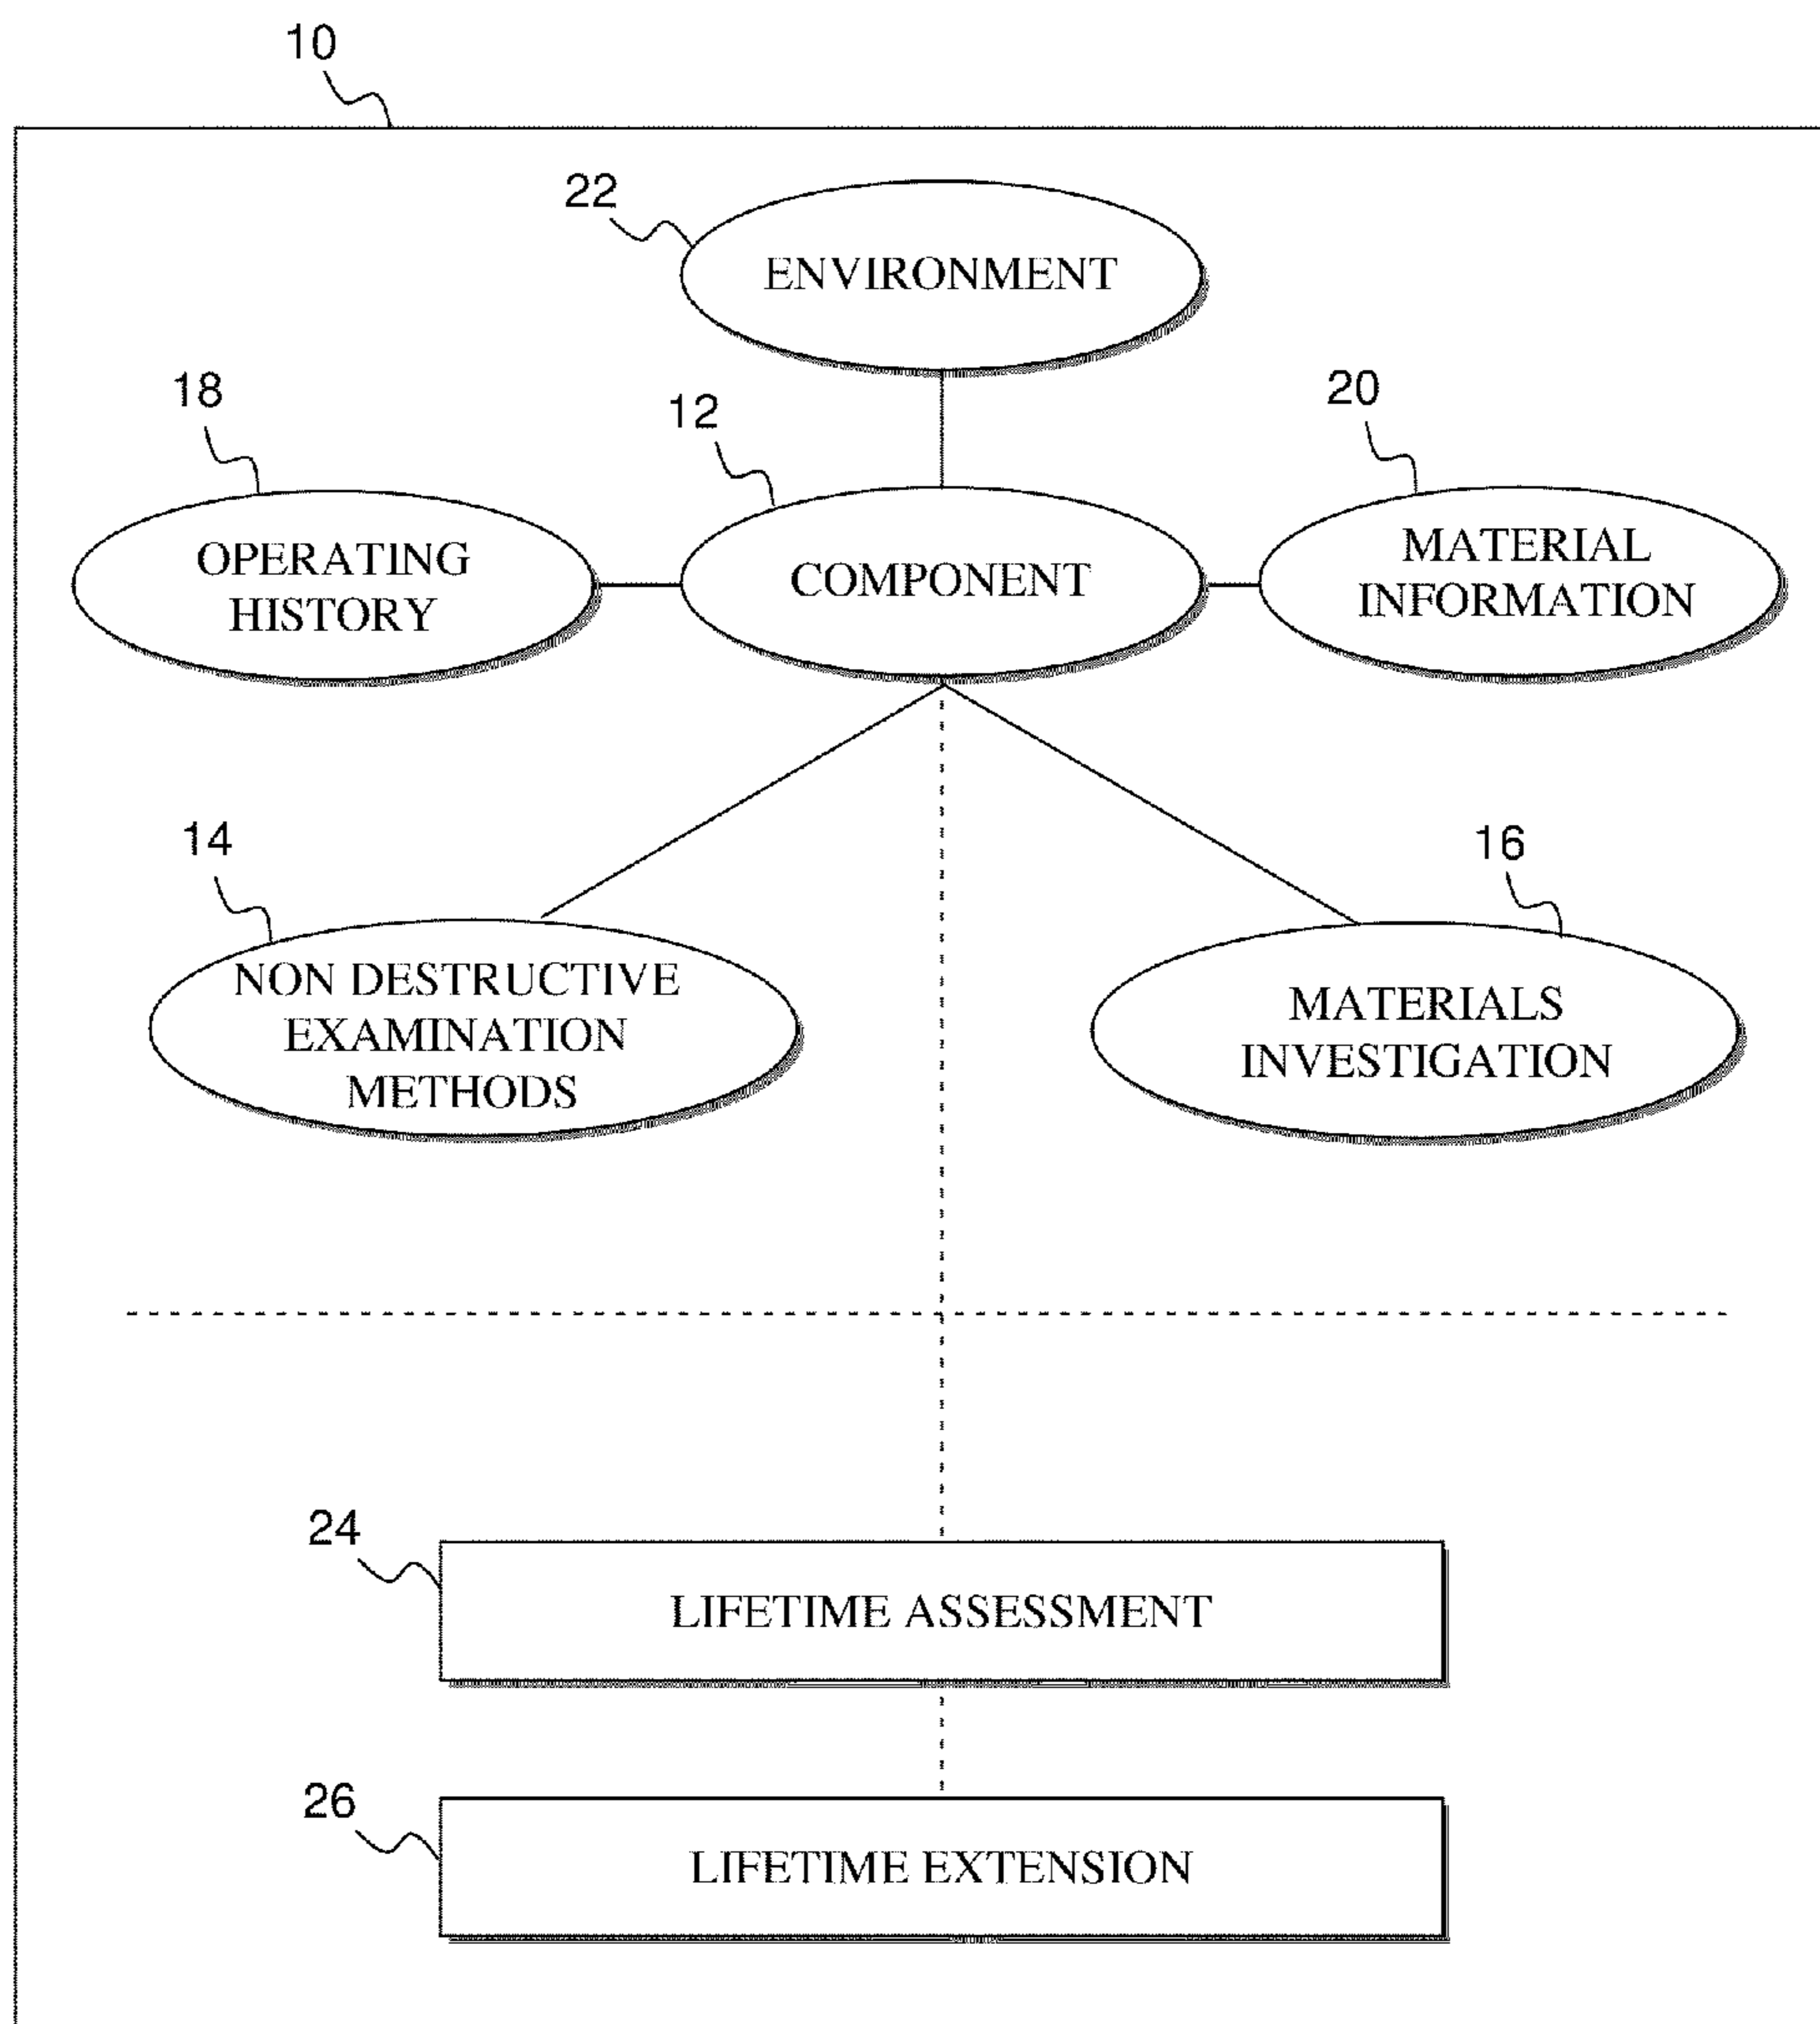 10
22
ENVIRONMENT
18
12
20
OPERATING
HISTORY
COMPONENT
MATERIAL
INFORMATION
14
16
NON DESTRUCTIVE
EXAMINATION
METHODS
MATERIALS
INVESTIGATION
24
LIFETIME ASSESSMENT
26
LIFETIME EXTENSION